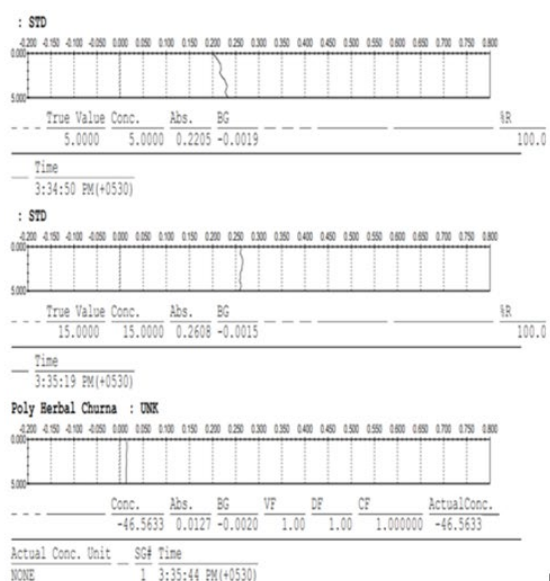 : STD
-0.200 -0.150 -0.100 -0.050 0.000 0.050 0.100 0.150 0.200 0.250 0.300 0.350 0.400 0.450 0.500 0.550 0.600 0.650 0.700 0.750 0.800
0.000
5.000
True Value Conc. Abs. BG %R
5.0000 5.0000 0.2205 -0.0019 100.0
Time
3:34:50 PM(+0530)
: STD
-0.200 -0.150 -0.100 -0.050 0.000 0.050 0.100 0.150 0.200 0.250 0.300 0.350 0.400 0.450 0.500 0.550 0.600 0.650 0.700 0.750 0.800
0.000
5.000
True Value Conc. Abs. BG %R
15.0000 15.0000 0.2608 -0.0015 100.0
Time
3:35:19 PM(+0530)
Poly Herbal Churna : UNK
-0.200 -0.150 -0.100 -0.050 0.000 0.050 0.100 0.150 0.200 0.250 0.300 0.350 0.400 0.450 0.500 0.550 0.600 0.650 0.700 0.750 0.800
0.000
5.000
Conc. Abs. BG VF DF CF ActualConc.
-46.5633 0.0127 -0.0020 1.00 1.00 1.000000 -46.5633
Actual Conc. Unit SG# Time
NONE 1 3:35:44 PM(+0530)